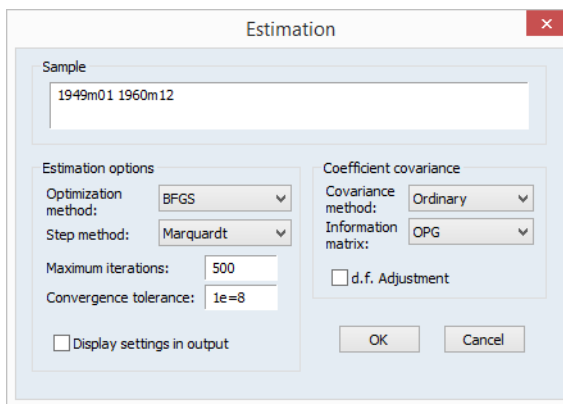 Estimation
Sample
1949m01 1960m12
Estimation options
Optimization method:
BFGS
Step method:
Marquardt
Maximum iterations:
500
Convergence tolerance:
1e=8
Display settings in output
Coefficient covariance
Covariance method:
Ordinary
Information matrix:
OPG
d.f. Adjustment
OK
Cancel